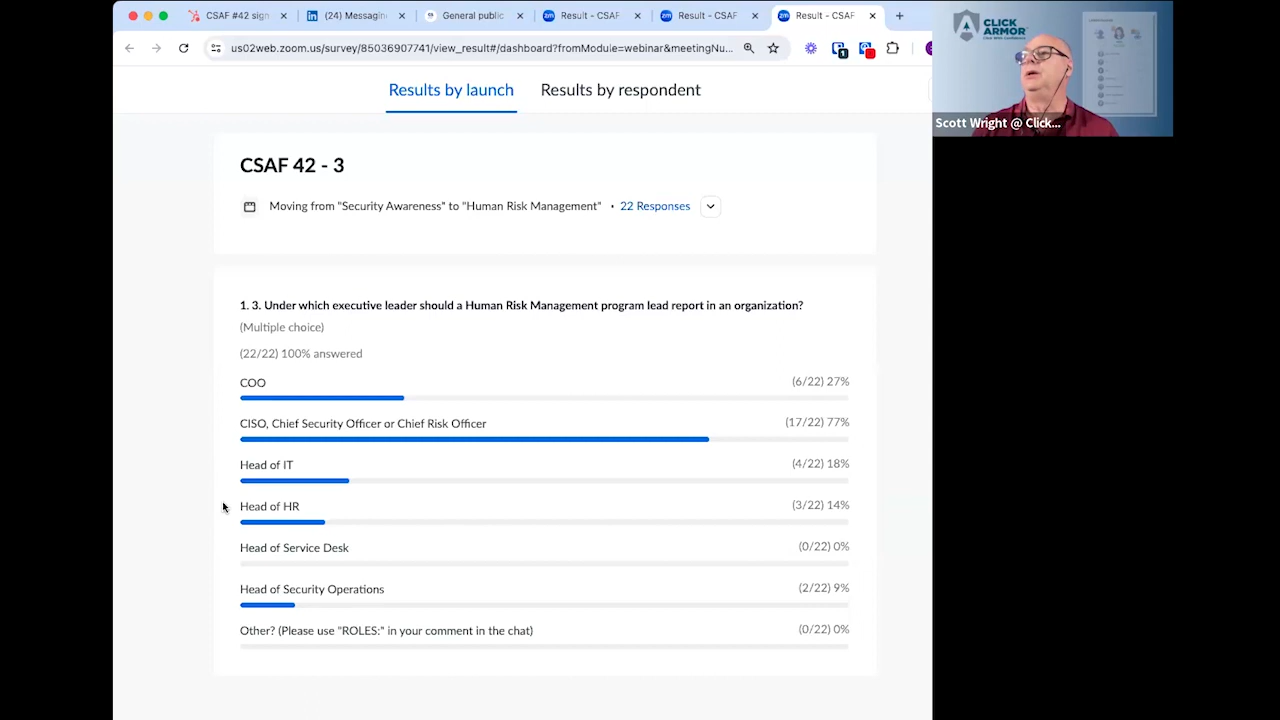 CSAF #42 sign
(24) Messagin
General public
Result - CSAF
Result - CSAF
Result - CSAF
us02web.zoom.us/survey/85036907741/view_result#/dashboard?fromModule=webinar&meetingNu...
CLICK
ARMOR
Scott Wright @ Click...
Results by launch
Results by respondent
CSAF 42 - 3
Moving from "Security Awareness" to "Human Risk Management" • 22 Responses
1. 3. Under which executive leader should a Human Risk Management program lead report in an organization?
(Multiple choice)
(22/22) 100% answered
COO (6/22) 27%
CISO, Chief Security Officer or Chief Risk Officer (17/22) 77%
Head of IT (4/22) 18%
Head of HR (3/22) 14%
Head of Service Desk (0/22) 0%
Head of Security Operations (2/22) 9%
Other? (Please use "ROLES:" in your comment in the chat) (0/22) 0%